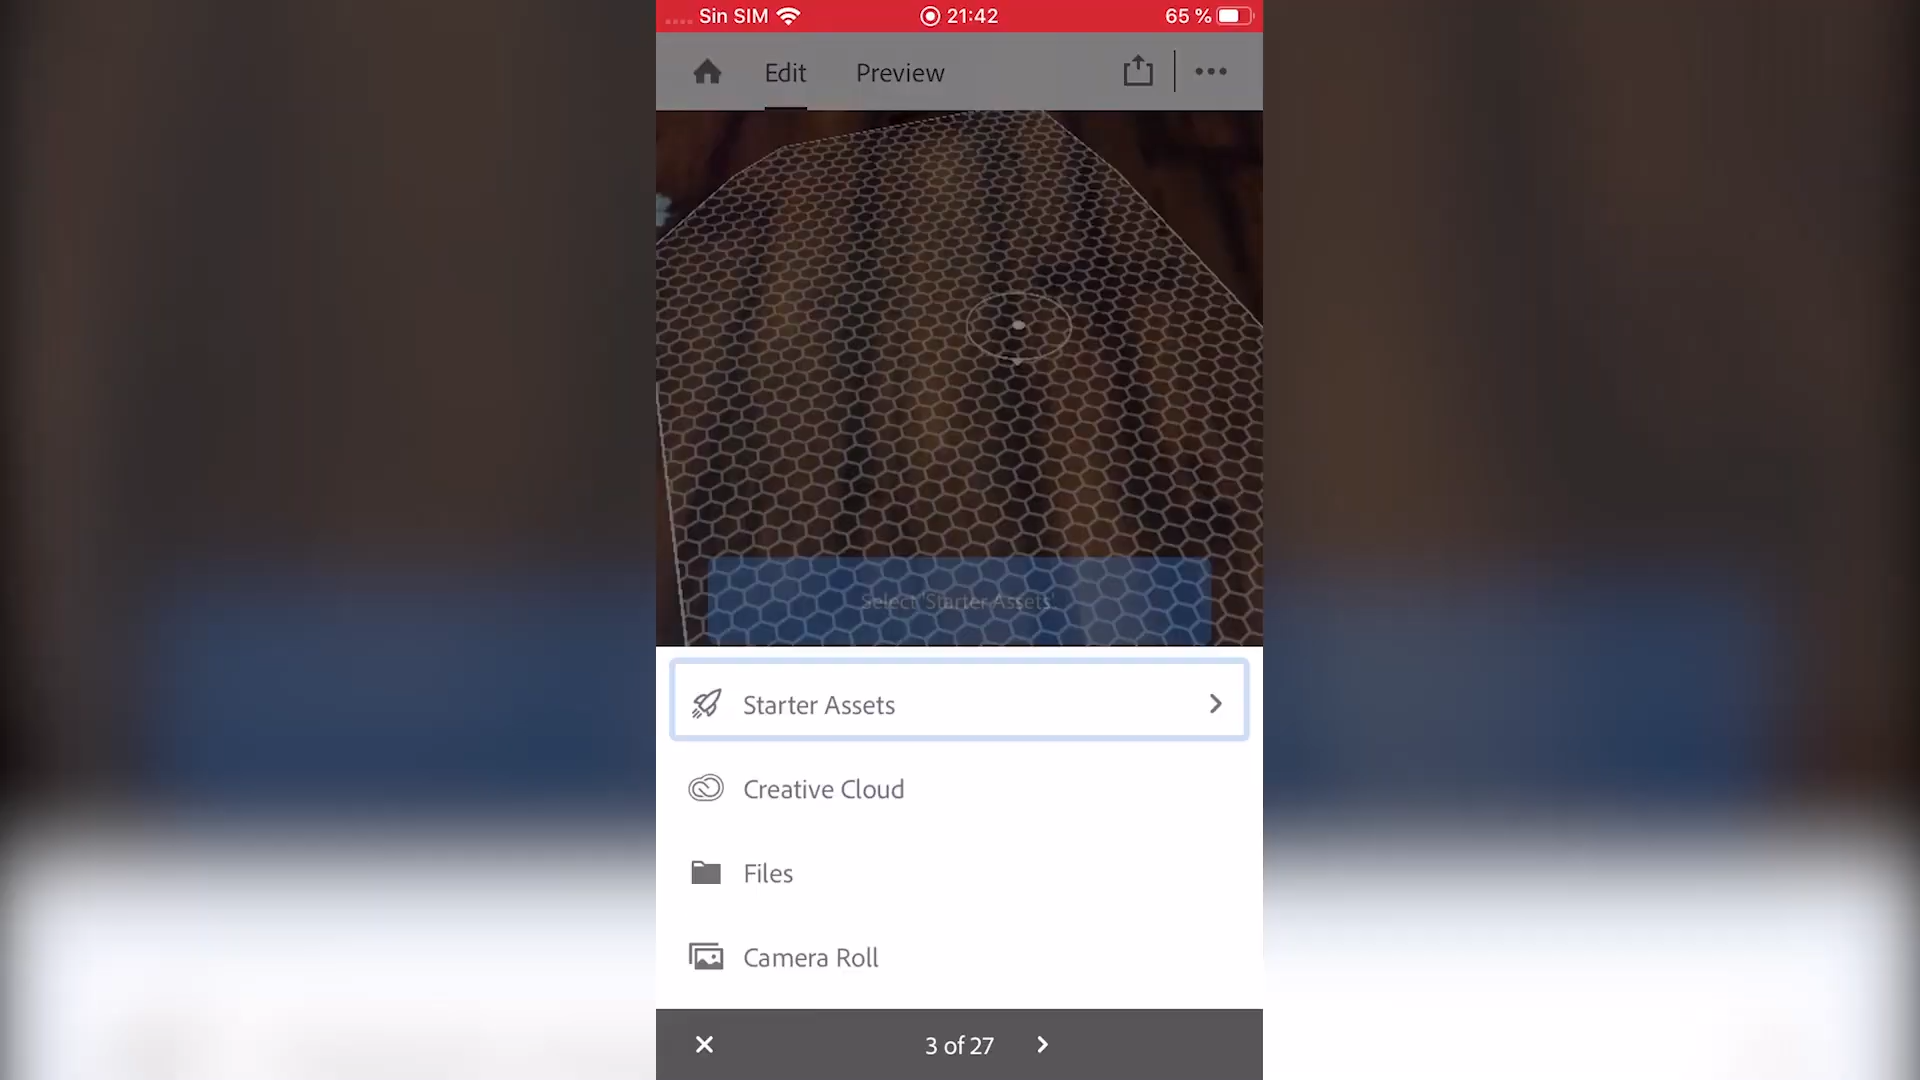 Sin SIM 21:42 65 %
Edit Preview
Select 'Starter Assets'.
Starter Assets
Creative Cloud
Files
Camera Roll
3 of 27